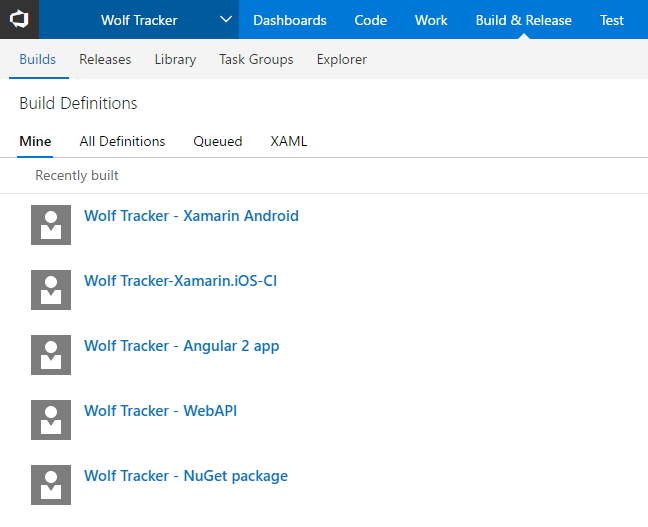 Wolf Tracker Dashboards Code Work Build & Release Test
Builds Releases Library Task Groups Explorer
Build Definitions
Mine All Definitions Queued XAML
Recently built
Wolf Tracker - Xamarin Android
Wolf Tracker-Xamarin.iOS-CI
Wolf Tracker - Angular 2 app
Wolf Tracker - WebAPI
Wolf Tracker - NuGet package